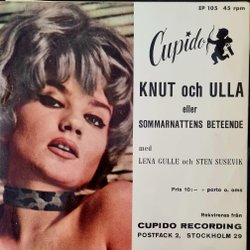 EP 105 45 rpm
Cupido
KNUT och ULLA
eller
SOMMARNATTENS BETEENDE
med
LENA GULLE och STEN SUSEVIK
Pris 10:— - porto o. oms
Rekvireras från
CUPIDO RECORDING
POSTFACK 2, STOCKHOLM 29